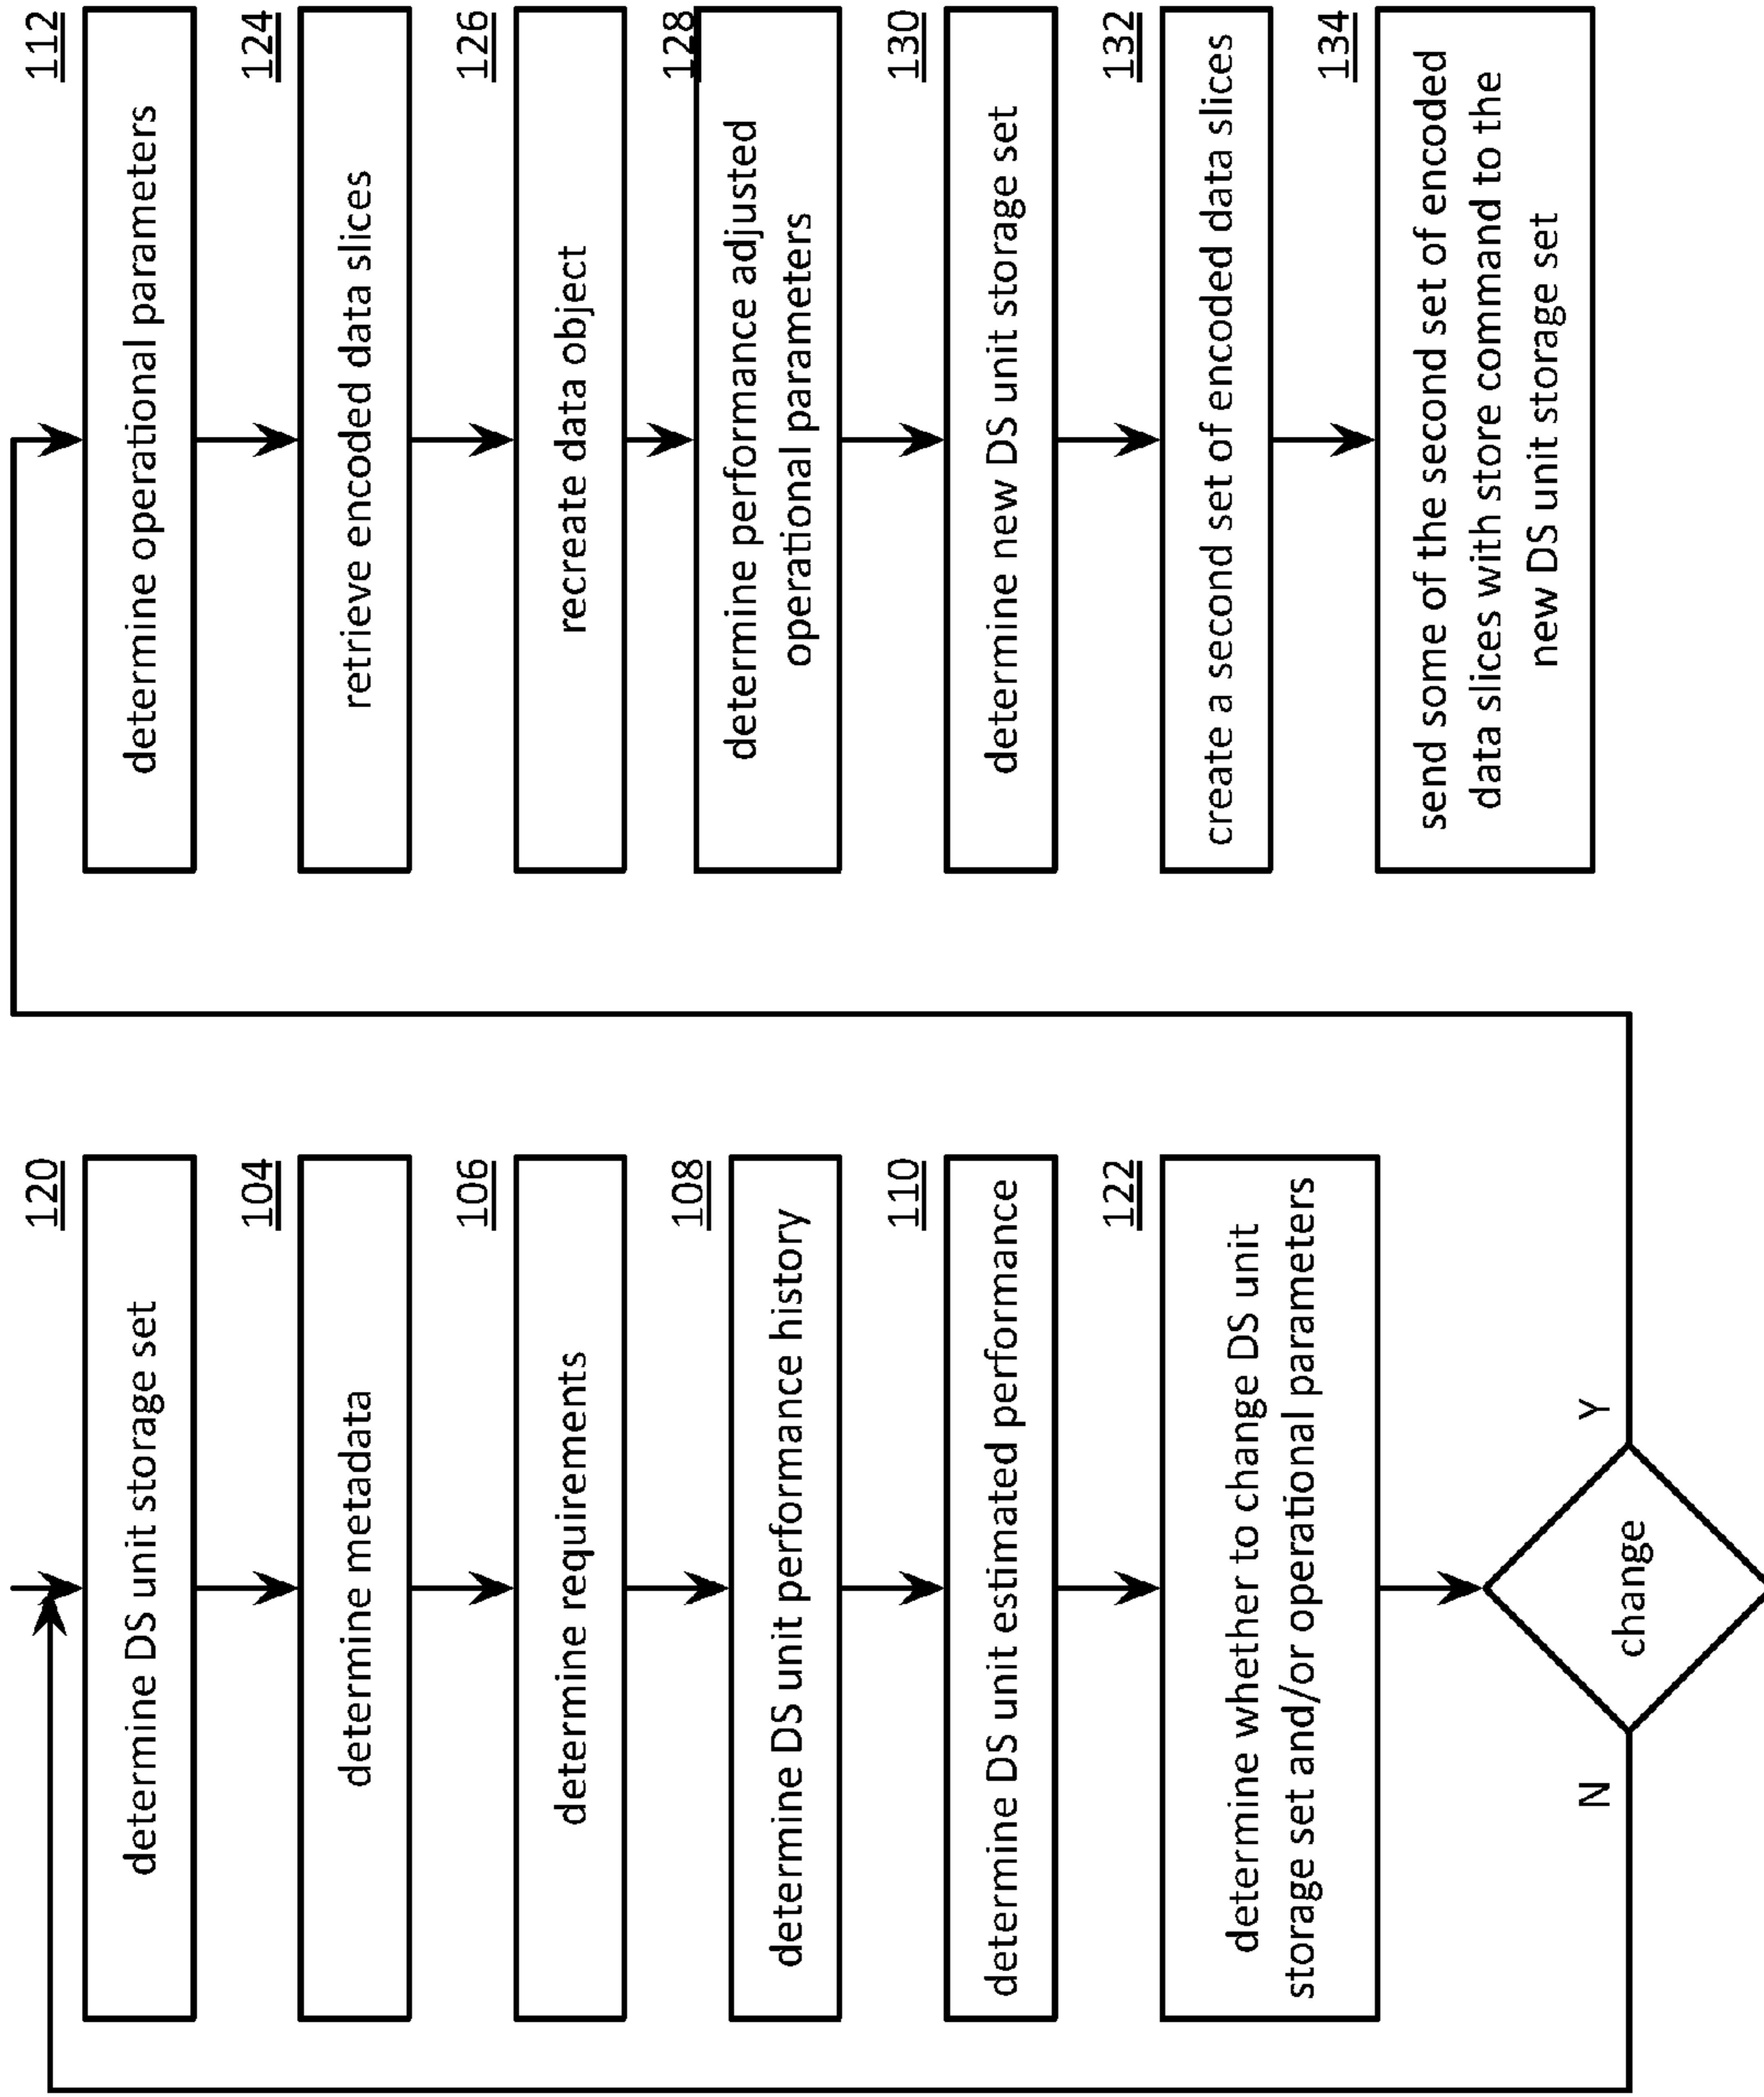 120
determine DS unit storage set
104
determine metadata
106
determine requirements
108
determine DS unit performance history
110
determine DS unit estimated performance
122
determine whether to change DS unit
storage set and/or operational parameters
change
N
Y
112
determine operational parameters
124
retrieve encoded data slices
126
recreate data object
128
determine performance adjusted
operational parameters
130
determine new DS unit storage set
132
create a second set of encoded data slices
134
send some of the second set of encoded
data slices with store command to the
new DS unit storage set